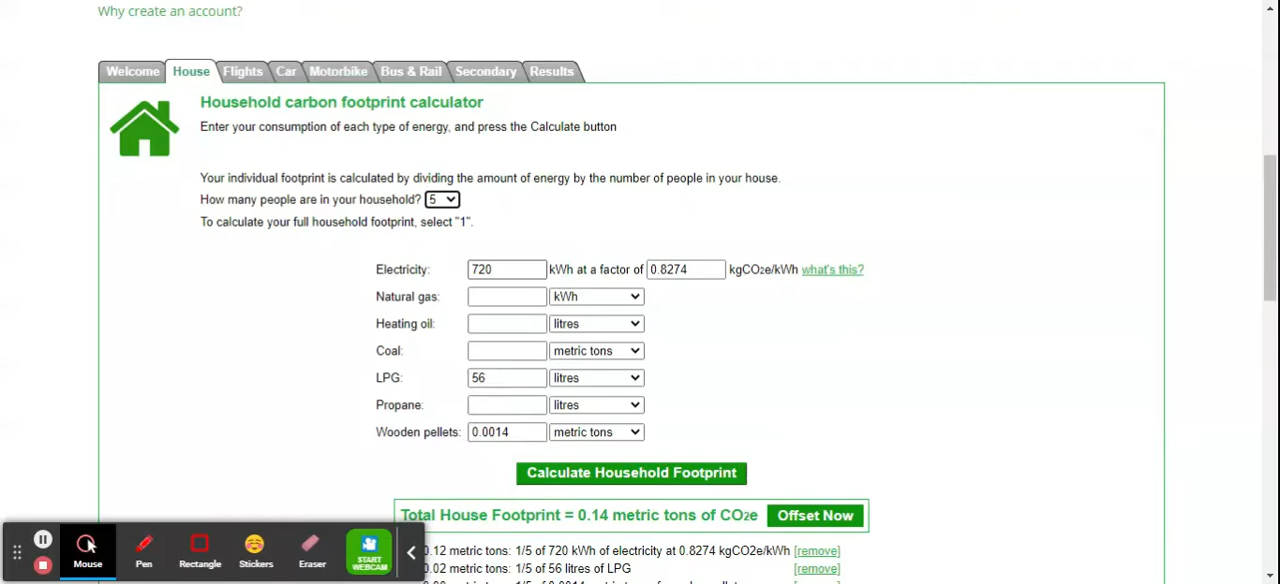 Why create an account?
Welcome House Flights Car Motorbike Bus & Rail Secondary Results
Household carbon footprint calculator
Enter your consumption of each type of energy, and press the Calculate button
Your individual footprint is calculated by dividing the amount of energy by the number of people in your house.
How many people are in your household? 5
To calculate your full household footprint, select "1".
Electricity: 720 kWh at a factor of 0.8274 kgCO2e/kWh what's this?
Natural gas: kWh
Heating oil: litres
Coal: metric tons
LPG: 56 litres
Propane: litres
Wooden pellets: 0.0014 metric tons
Calculate Household Footprint
Total House Footprint = 0.14 metric tons of CO2e Offset Now
0.12 metric tons: 1/5 of 720 kWh of electricity at 0.8274 kgCO2e/kWh [remove]
0.02 metric tons: 1/5 of 56 litres of LPG [remove]
Mouse Pen Rectangle Stickers Eraser START WEBCAM